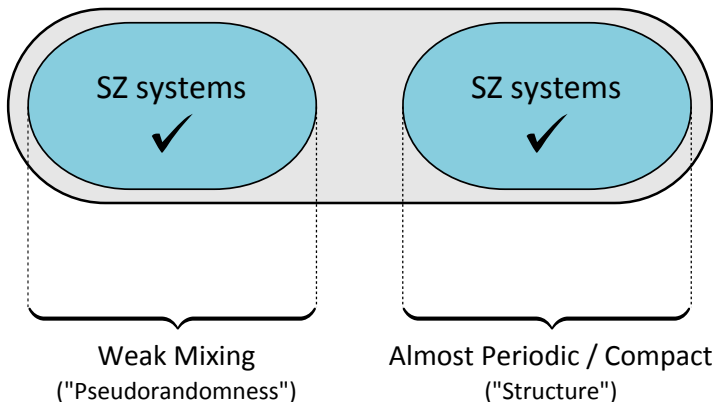 SZ systems
✓
SZ systems
✓
Weak Mixing
("Pseudorandomness")
Almost Periodic / Compact
("Structure")